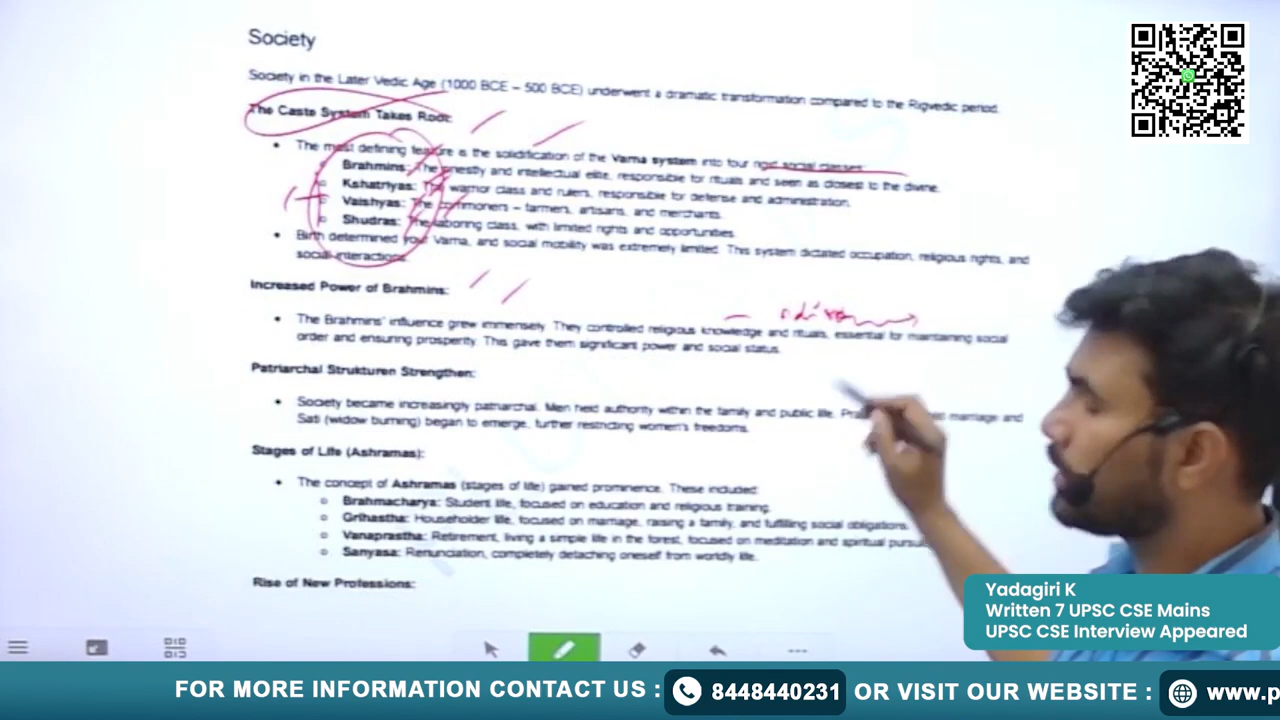 Society
Society in the Later Vedic Age (1000 BCE – 500 BCE) underwent a dramatic transformation compared to the Rigvedic period.
The Caste System Takes Root:
• The most defining feature is the solidification of the Varna system into four rigid social classes:
○ Brahmins: The priestly and intellectual elite, responsible for rituals and seen as closest to the divine.
○ Kshatriyas: The warrior class and rulers, responsible for defense and administration.
○ Vaishyas: The commoners – farmers, artisans, and merchants.
○ Shudras: The laboring class, with limited rights and opportunities.
• Birth determined your Varna, and social mobility was extremely limited. This system dictated occupation, religious rights, and
social interactions.
Increased Power of Brahmins:
• The Brahmins' influence grew immensely. They controlled religious knowledge and rituals, essential for maintaining social
order and ensuring prosperity. This gave them significant power and social status.
Patriarchal Strukturen Strengthen:
• Society became increasingly patriarchal. Men held authority within the family and public life. marriage and
Sati (widow burning) began to emerge, further restricting women's freedoms.
Stages of Life (Ashramas):
• The concept of Ashramas (stages of life) gained prominence. These included:
○ Brahmacharya: Student life, focused on education and religious training.
○ Grihastha: Householder life, focused on marriage, raising a family, and fulfilling social obligations.
○ Vanaprastha: Retirement, living a simple life in the forest, focused on meditation and spiritual
○ Sanyasa: Renunciation, completely detaching oneself from worldly life.
Rise of New Professions:
Yadagiri K
Written 7 UPSC CSE Mains
UPSC CSE Interview Appeared
FOR MORE INFORMATION CONTACT US : 8448440231 OR VISIT OUR WEBSITE : www.p